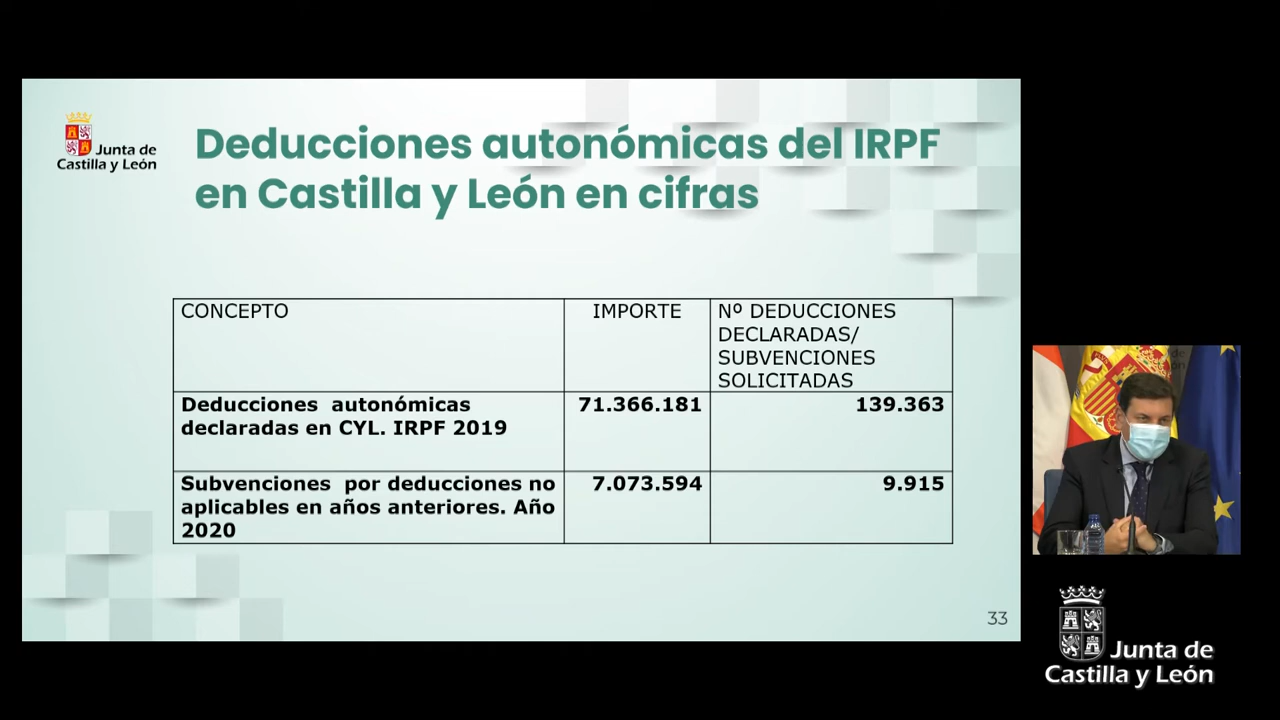 Junta de
Castilla y León
Deducciones autonómicas del IRPF
en Castilla y León en cifras
CONCEPTO
IMPORTE
Nº DEDUCCIONES
DECLARADAS/
SUBVENCIONES
SOLICITADAS
Deducciones autonómicas
declaradas en CYL. IRPF 2019
71.366.181
139.363
Subvenciones por deducciones no
aplicables en años anteriores. Año
2020
7.073.594
9.915
33
Junta de
Castilla y León